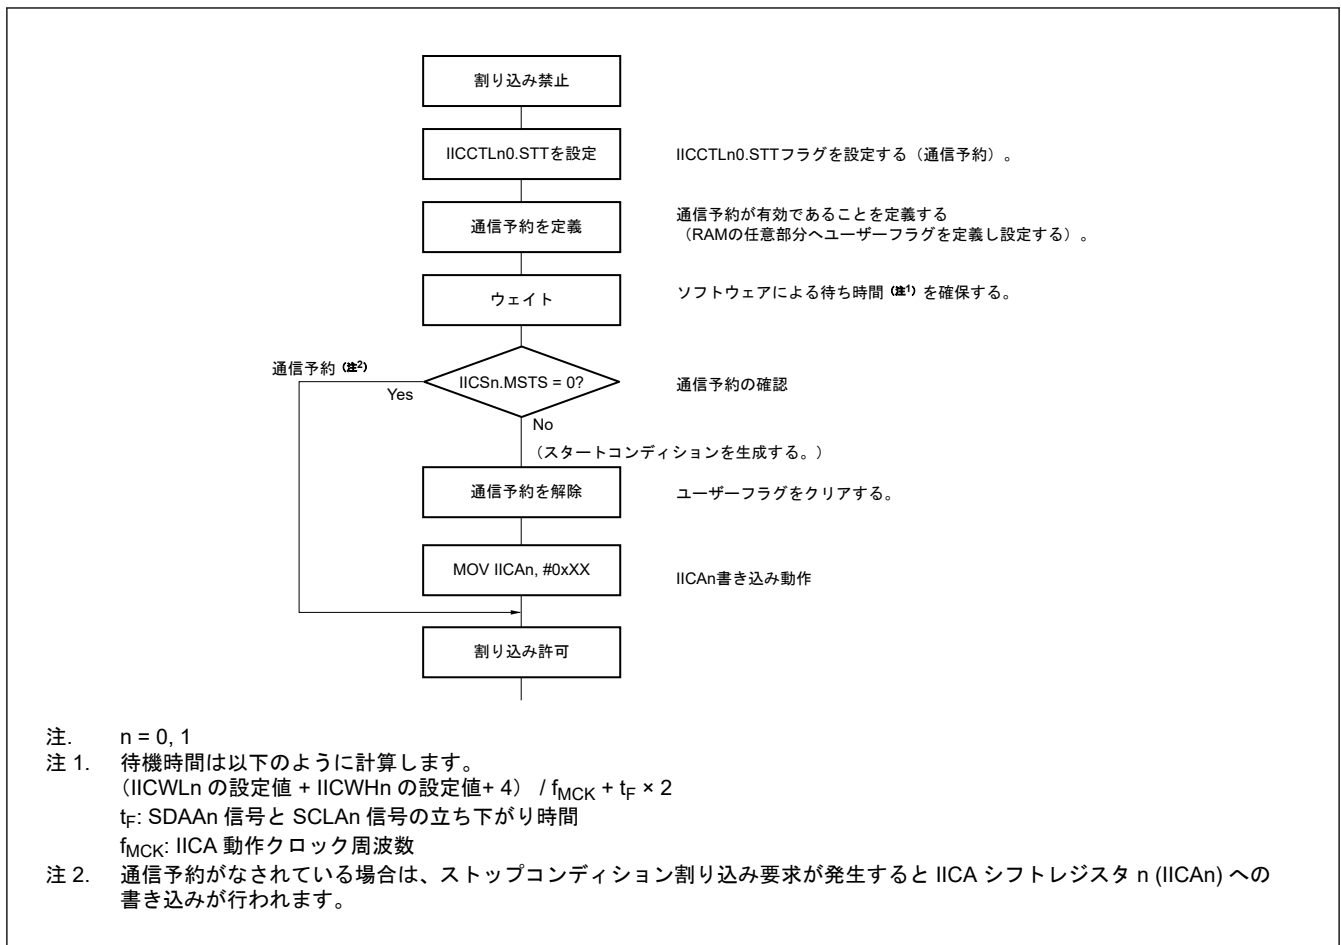 割り込み禁止
IICCTLn0.STTを設定
IICCTLn0.STTフラグを設定する（通信予約）。
通信予約を定義
通信予約が有効であることを定義する
（RAMの任意部分へユーザーフラグを定義し設定する）。
ウェイト
ソフトウェアによる待ち時間（注1）を確保する。
通信予約（注2）
IICSn.MSTS = 0?
通信予約の確認
Yes
No
（スタートコンディションを生成する。）
通信予約を解除
ユーザーフラグをクリアする。
MOV IICAn, #0xXX
IICAn書き込み動作
割り込み許可
注. n = 0, 1
注 1. 待機時間は以下のように計算します。
（IICWLn の設定値 + IICWHn の設定値+ 4） / fMCK + tF × 2
tF: SDAAn 信号と SCLAn 信号の立ち下がり時間
fMCK: IICA 動作クロック周波数
注 2. 通信予約がなされている場合は、ストップコンディション割り込み要求が発生すると IICA シフトレジスタ n (IICAn) への
書き込みが行われます。